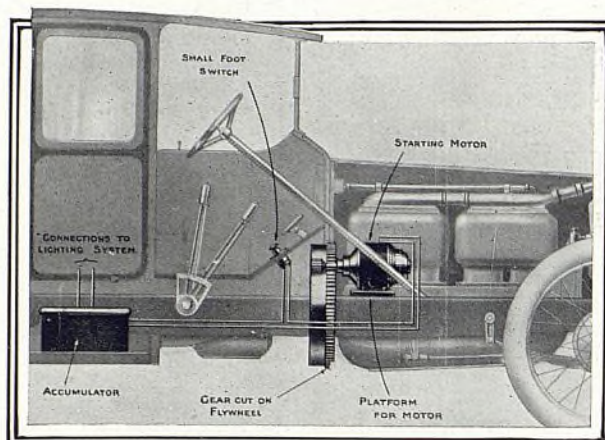 SMALL FOOT
SWITCH
STARTING MOTOR
CONNECTIONS TO
LIGHTING SYSTEM.
ACCUMULATOR
GEAR CUT ON
FLYWHEEL
PLATFORM
FOR MOTOR